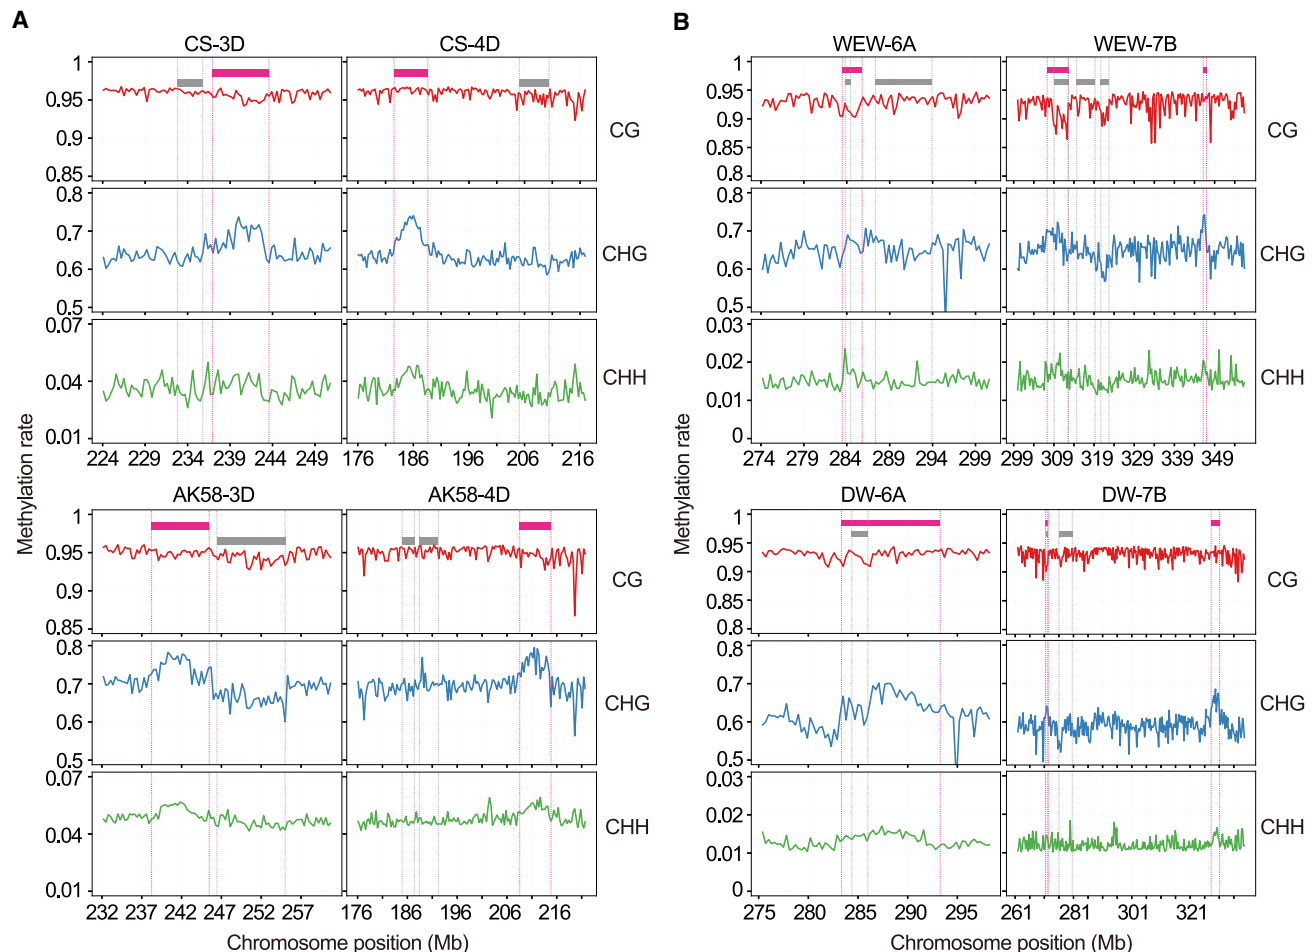 A
CS-3D CS-4D
1
0.95
0.9
0.85
CG
0.8
0.7
0.6
0.5
CHG
0.07
0.04
0.01
CHH
224 229 234 239 244 249 176 186 196 206 216
AK58-3D AK58-4D
1
0.95
0.9
0.85
CG
0.8
0.7
0.6
0.5
CHG
0.07
0.04
0.01
CHH
232 237 242 247 252 257 176 186 196 206 216
Methylation rate
Chromosome position (Mb)
B
WEW-6A WEW-7B
1
0.95
0.9
0.85
0.8
CG
0.8
0.7
0.6
0.5
CHG
0.03
0.02
0.01
0
CHH
274 279 284 289 294 299 299 309 319 329 339 349
DW-6A DW-7B
1
0.95
0.9
0.85
0.8
CG
0.8
0.7
0.6
0.5
CHG
0.03
0.02
0.01
0
CHH
275 280 285 290 295 261 281 301 321
Methylation rate
Chromosome position (Mb)